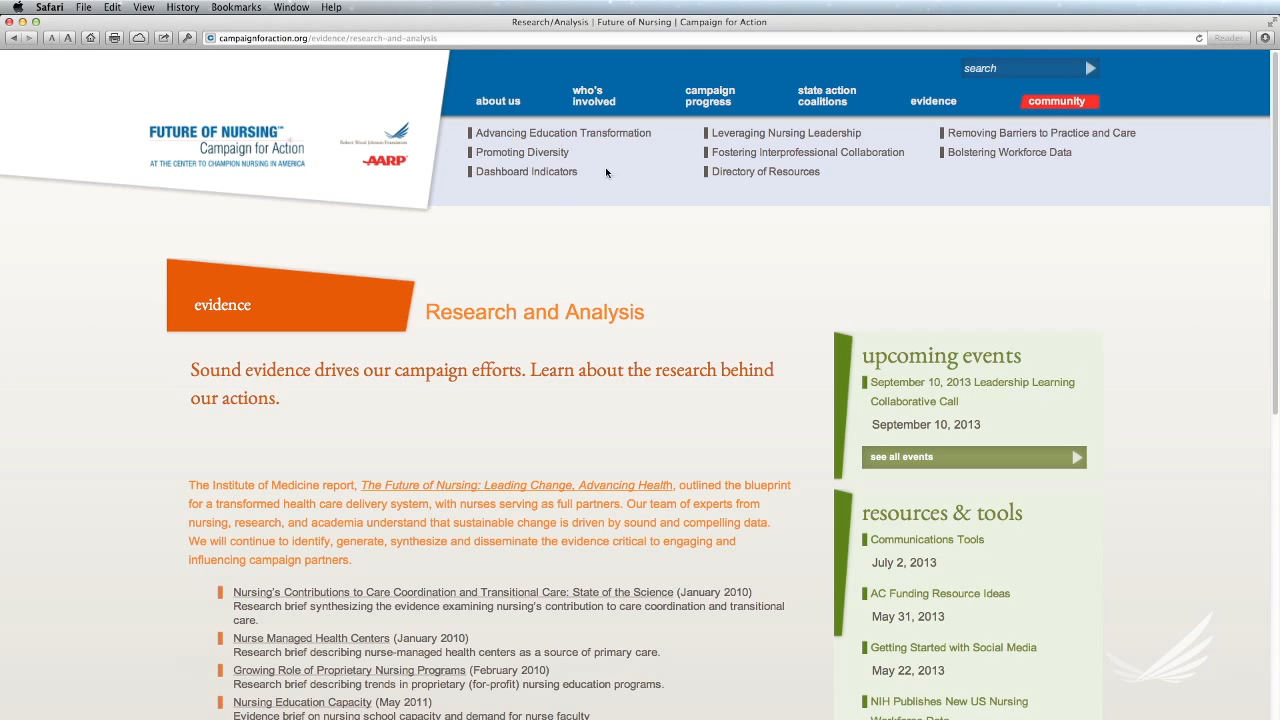 Safari File Edit View History Bookmarks Window Help
Research/Analysis | Future of Nursing | Campaign for Action
A A campaignforaction.org/evidence/research-and-analysis Reader
search
about us
who's
involved
campaign
progress
state action
coalitions
evidence
community
FUTURE OF NURSING™
Campaign for Action
AT THE CENTER TO CHAMPION NURSING IN AMERICA
Robert Wood Johnson Foundation
AARP
Advancing Education Transformation
Leveraging Nursing Leadership
Removing Barriers to Practice and Care
Promoting Diversity
Fostering Interprofessional Collaboration
Bolstering Workforce Data
Dashboard Indicators
Directory of Resources
evidence
Research and Analysis
Sound evidence drives our campaign efforts. Learn about the research behind
our actions.
The Institute of Medicine report, The Future of Nursing: Leading Change, Advancing Health, outlined the blueprint
for a transformed health care delivery system, with nurses serving as full partners. Our team of experts from
nursing, research, and academia understand that sustainable change is driven by sound and compelling data.
We will continue to identify, generate, synthesize and disseminate the evidence critical to engaging and
influencing campaign partners.
Nursing's Contributions to Care Coordination and Transitional Care: State of the Science (January 2010)
Research brief synthesizing the evidence examining nursing's contribution to care coordination and transitional
care.
Nurse Managed Health Centers (January 2010)
Research brief describing nurse-managed health centers as a source of primary care.
Growing Role of Proprietary Nursing Programs (February 2010)
Research brief describing trends in proprietary (for-profit) nursing education programs.
Nursing Education Capacity (May 2011)
Evidence brief on nursing school capacity and demand for nurse faculty
upcoming events
September 10, 2013 Leadership Learning
Collaborative Call
September 10, 2013
see all events
resources & tools
Communications Tools
July 2, 2013
AC Funding Resource Ideas
May 31, 2013
Getting Started with Social Media
May 22, 2013
NIH Publishes New US Nursing
Workforce Data